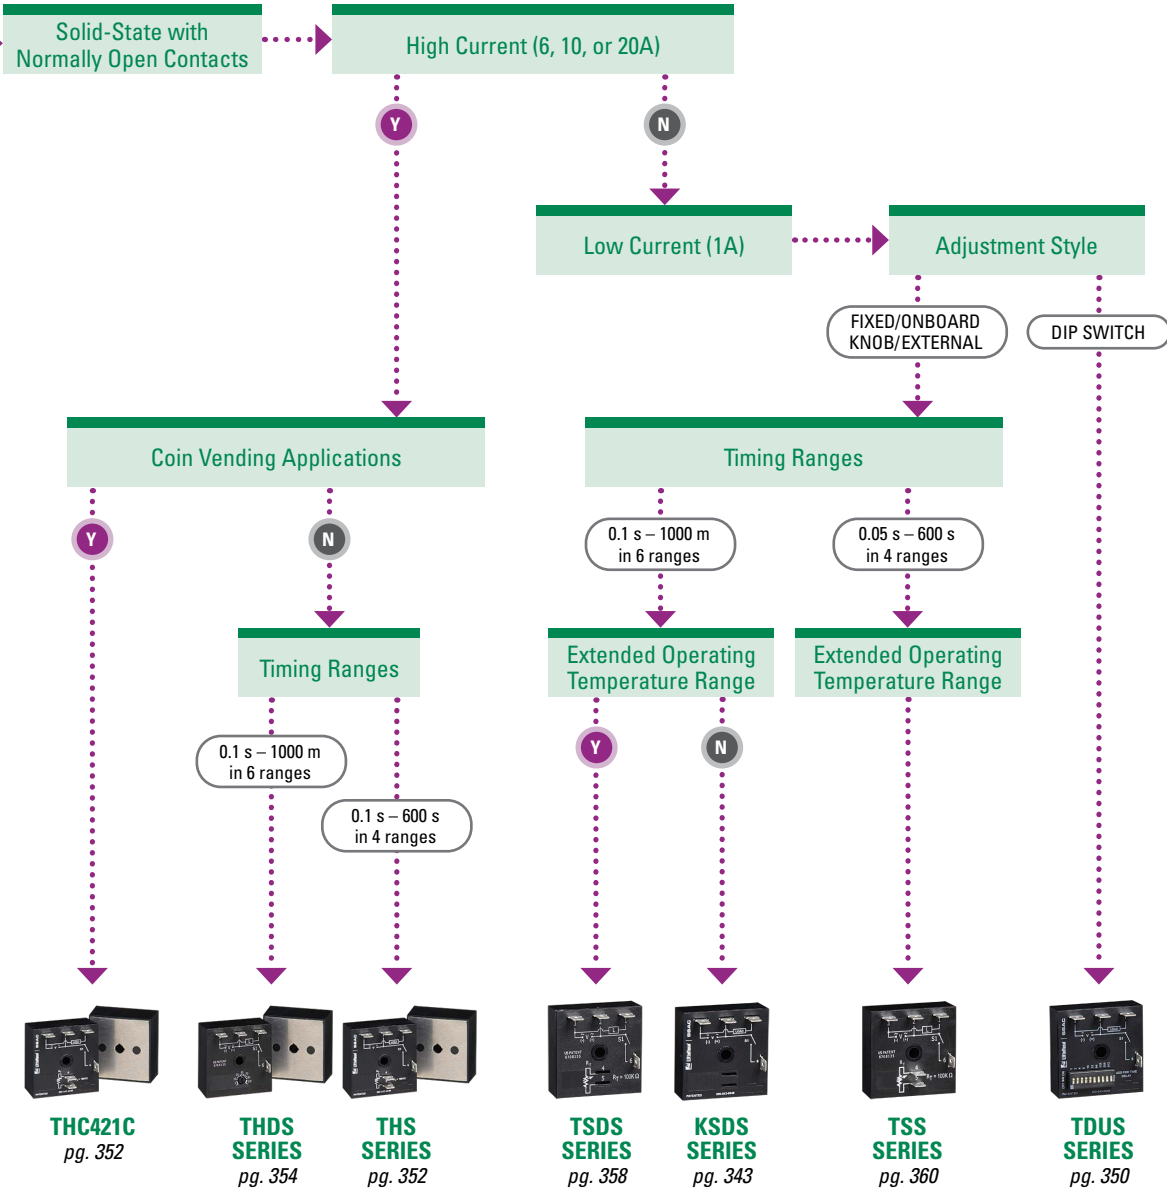 Solid-State with
Normally Open Contacts
High Current (6, 10, or 20A)
Y
N
Low Current (1A)
Adjustment Style
FIXED/ONBOARD
KNOB/EXTERNAL
DIP SWITCH
Coin Vending Applications
Timing Ranges
Y
N
0.1 s – 1000 m
in 6 ranges
0.05 s – 600 s
in 4 ranges
Timing Ranges
Extended Operating
Temperature Range
Extended Operating
Temperature Range
0.1 s – 1000 m
in 6 ranges
Y
N
0.1 s – 600 s
in 4 ranges
THC421C
pg. 352
THDS
SERIES
pg. 354
THS
SERIES
pg. 352
TSDS
SERIES
pg. 358
KSDS
SERIES
pg. 343
TSS
SERIES
pg. 360
TDUS
SERIES
pg. 350